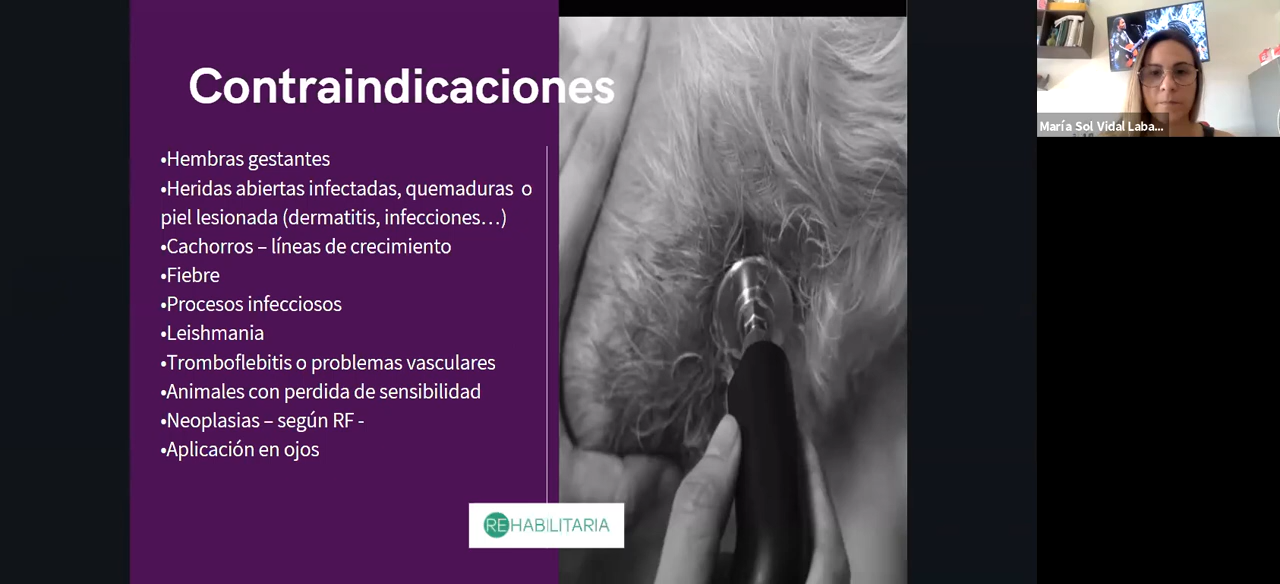 Contraindicaciones
•Hembras gestantes
•Heridas abiertas infectadas, quemaduras o
piel lesionada (dermatitis, infecciones…)
•Cachorros – líneas de crecimiento
•Fiebre
•Procesos infecciosos
•Leishmania
•Tromboflebitis o problemas vasculares
•Animales con perdida de sensibilidad
•Neoplasias – según RF -
•Aplicación en ojos
REHABILITARIA
María Sol Vidal Laba...